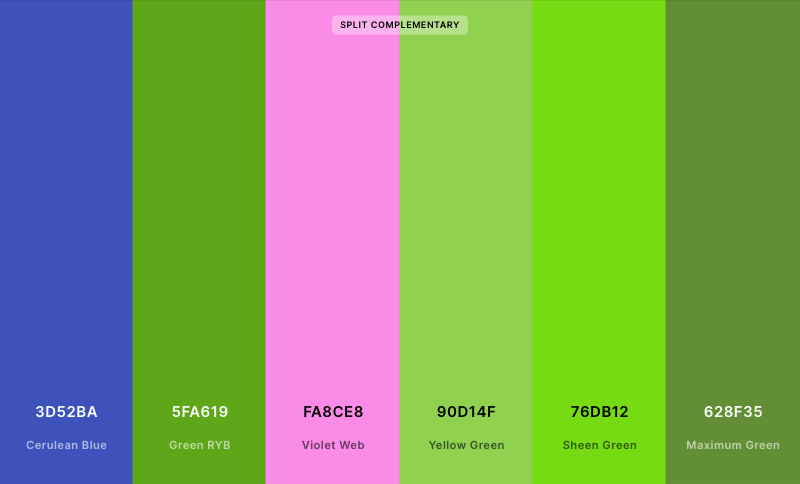 SPLIT COMPLEMENTARY
3D52BA
Cerulean Blue
5FA619
Green RYB
FA8CE8
Violet Web
90D14F
Yellow Green
76DB12
Sheen Green
628F35
Maximum Green